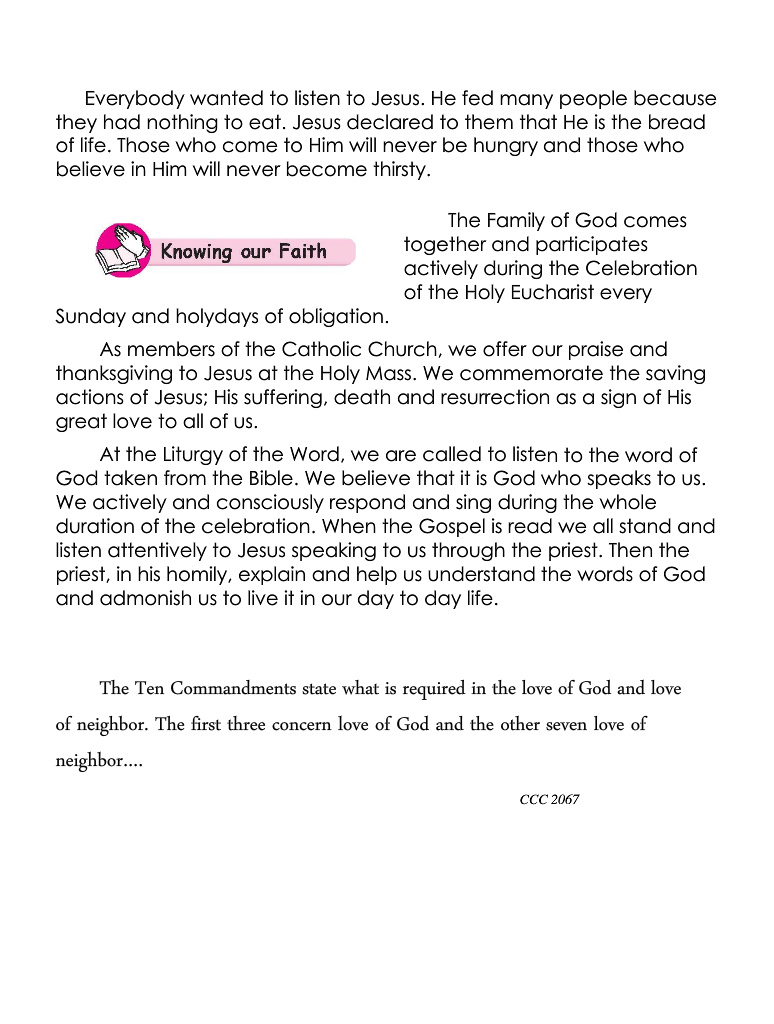 Everybody wanted to listen to Jesus. He fed many people because
they had nothing to eat. Jesus declared to them that He is the bread
of life. Those who come to Him will never be hungry and those who
believe in Him will never become thirsty.
Knowing our Faith
The Family of God comes
together and participates
actively during the Celebration
of the Holy Eucharist every
Sunday and holydays of obligation.
As members of the Catholic Church, we offer our praise and
thanksgiving to Jesus at the Holy Mass. We commemorate the saving
actions of Jesus; His suffering, death and resurrection as a sign of His
great love to all of us.
At the Liturgy of the Word, we are called to listen to the word of
God taken from the Bible. We believe that it is God who speaks to us.
We actively and consciously respond and sing during the whole
duration of the celebration. When the Gospel is read we all stand and
listen attentively to Jesus speaking to us through the priest. Then the
priest, in his homily, explain and help us understand the words of God
and admonish us to live it in our day to day life.
The Ten Commandments state what is required in the love of God and love
of neighbor. The first three concern love of God and the other seven love of
neighbor....
CCC 2067